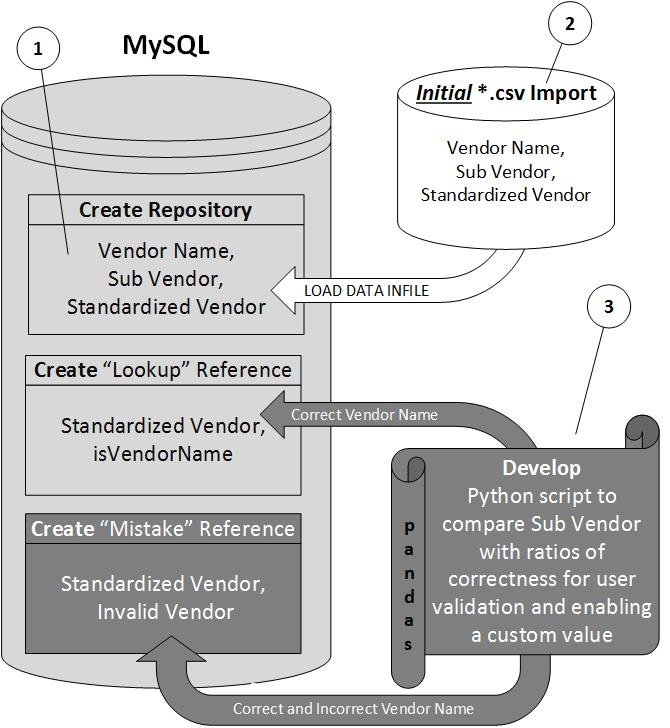 1
MySQL
2
Initial *.csv Import
Vendor Name,
Sub Vendor,
Standardized Vendor
Create Repository
Vendor Name,
Sub Vendor,
Standardized Vendor
LOAD DATA INFILE
3
Create “Lookup” Reference
Standardized Vendor,
isVendorName
Correct Vendor Name
Develop
Python script to
compare Sub Vendor
with ratios of
correctness for user
validation and enabling
a custom value
pandas
Create “Mistake” Reference
Standardized Vendor,
Invalid Vendor
Correct and Incorrect Vendor Name